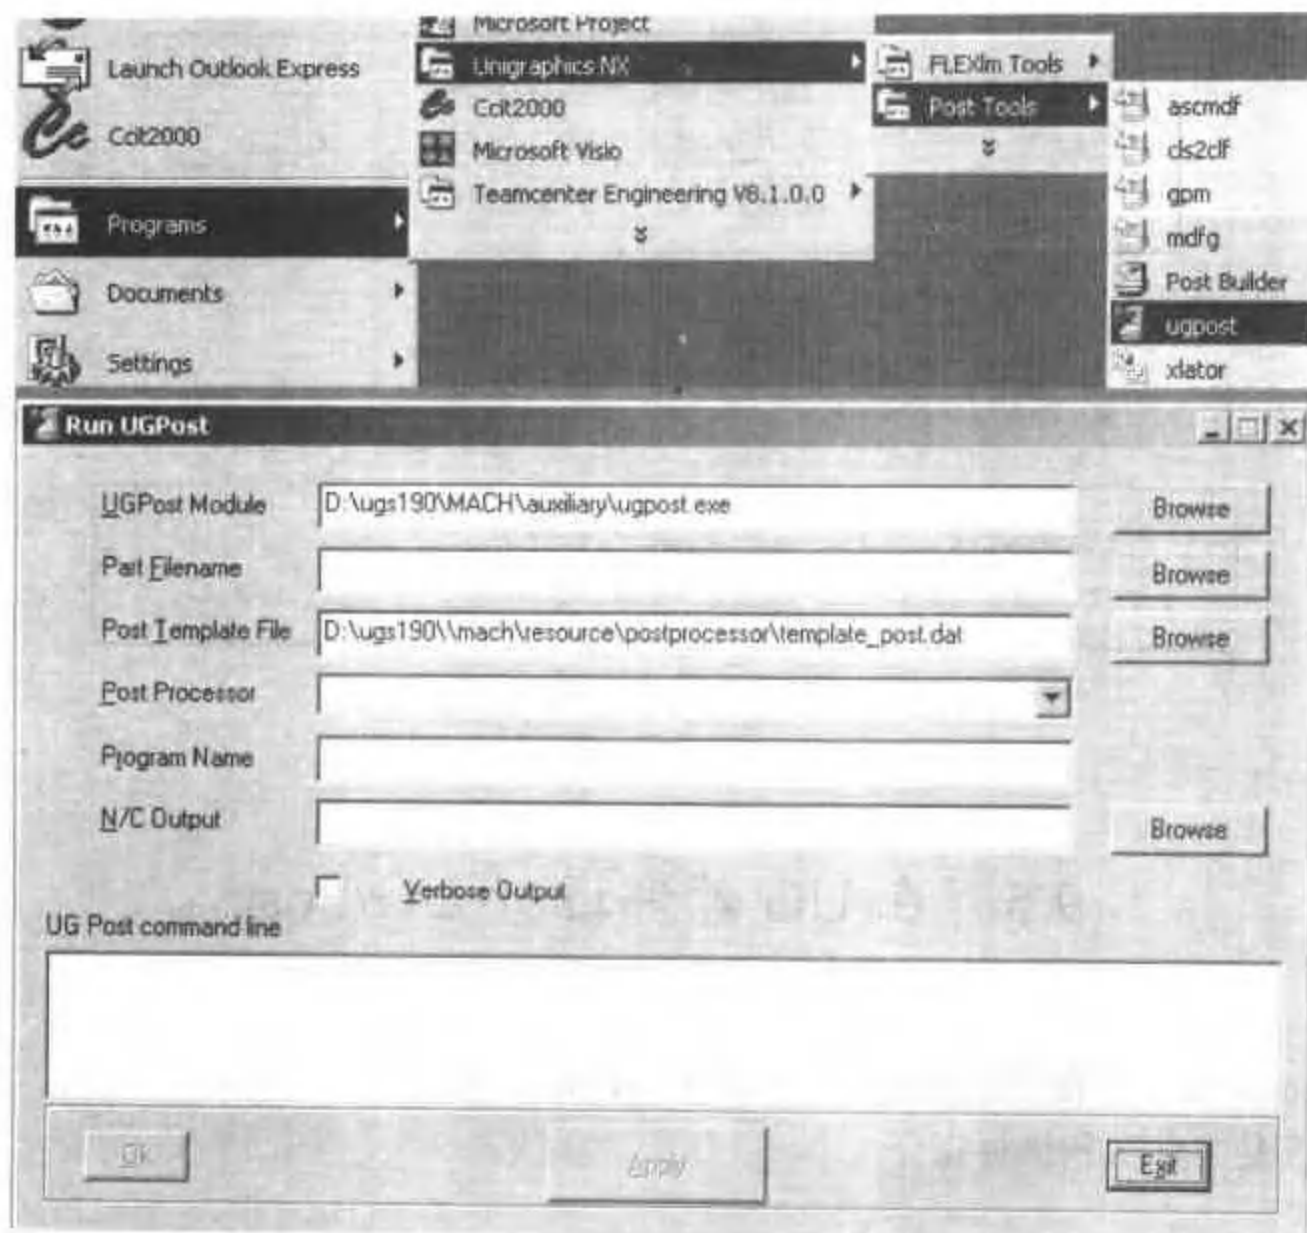 Microsoft Project
Launch Outlook Express
Unigraphics NX
FLEXlm Tools
Ccit2000
Ccit2000
Post Tools
ascmdf
Microsoft Visio
cls2clf
Teamcenter Engineering V8.1.0.0
gpm
Programs
mdfg
Documents
Post Builder
ugpost
Settings
xlator
Run UGPost
UGPost Module
D:\ugs190\MACH\auxiliary\ugpost.exe
Browse
Part Filename
Browse
Post Template File
D:\ugs190\\mach\resource\postprocessor\template_post.dat
Browse
Post Processor
Program Name
N/C Output
Browse
Verbose Output
UG Post command line
Ok
Apply
Exit